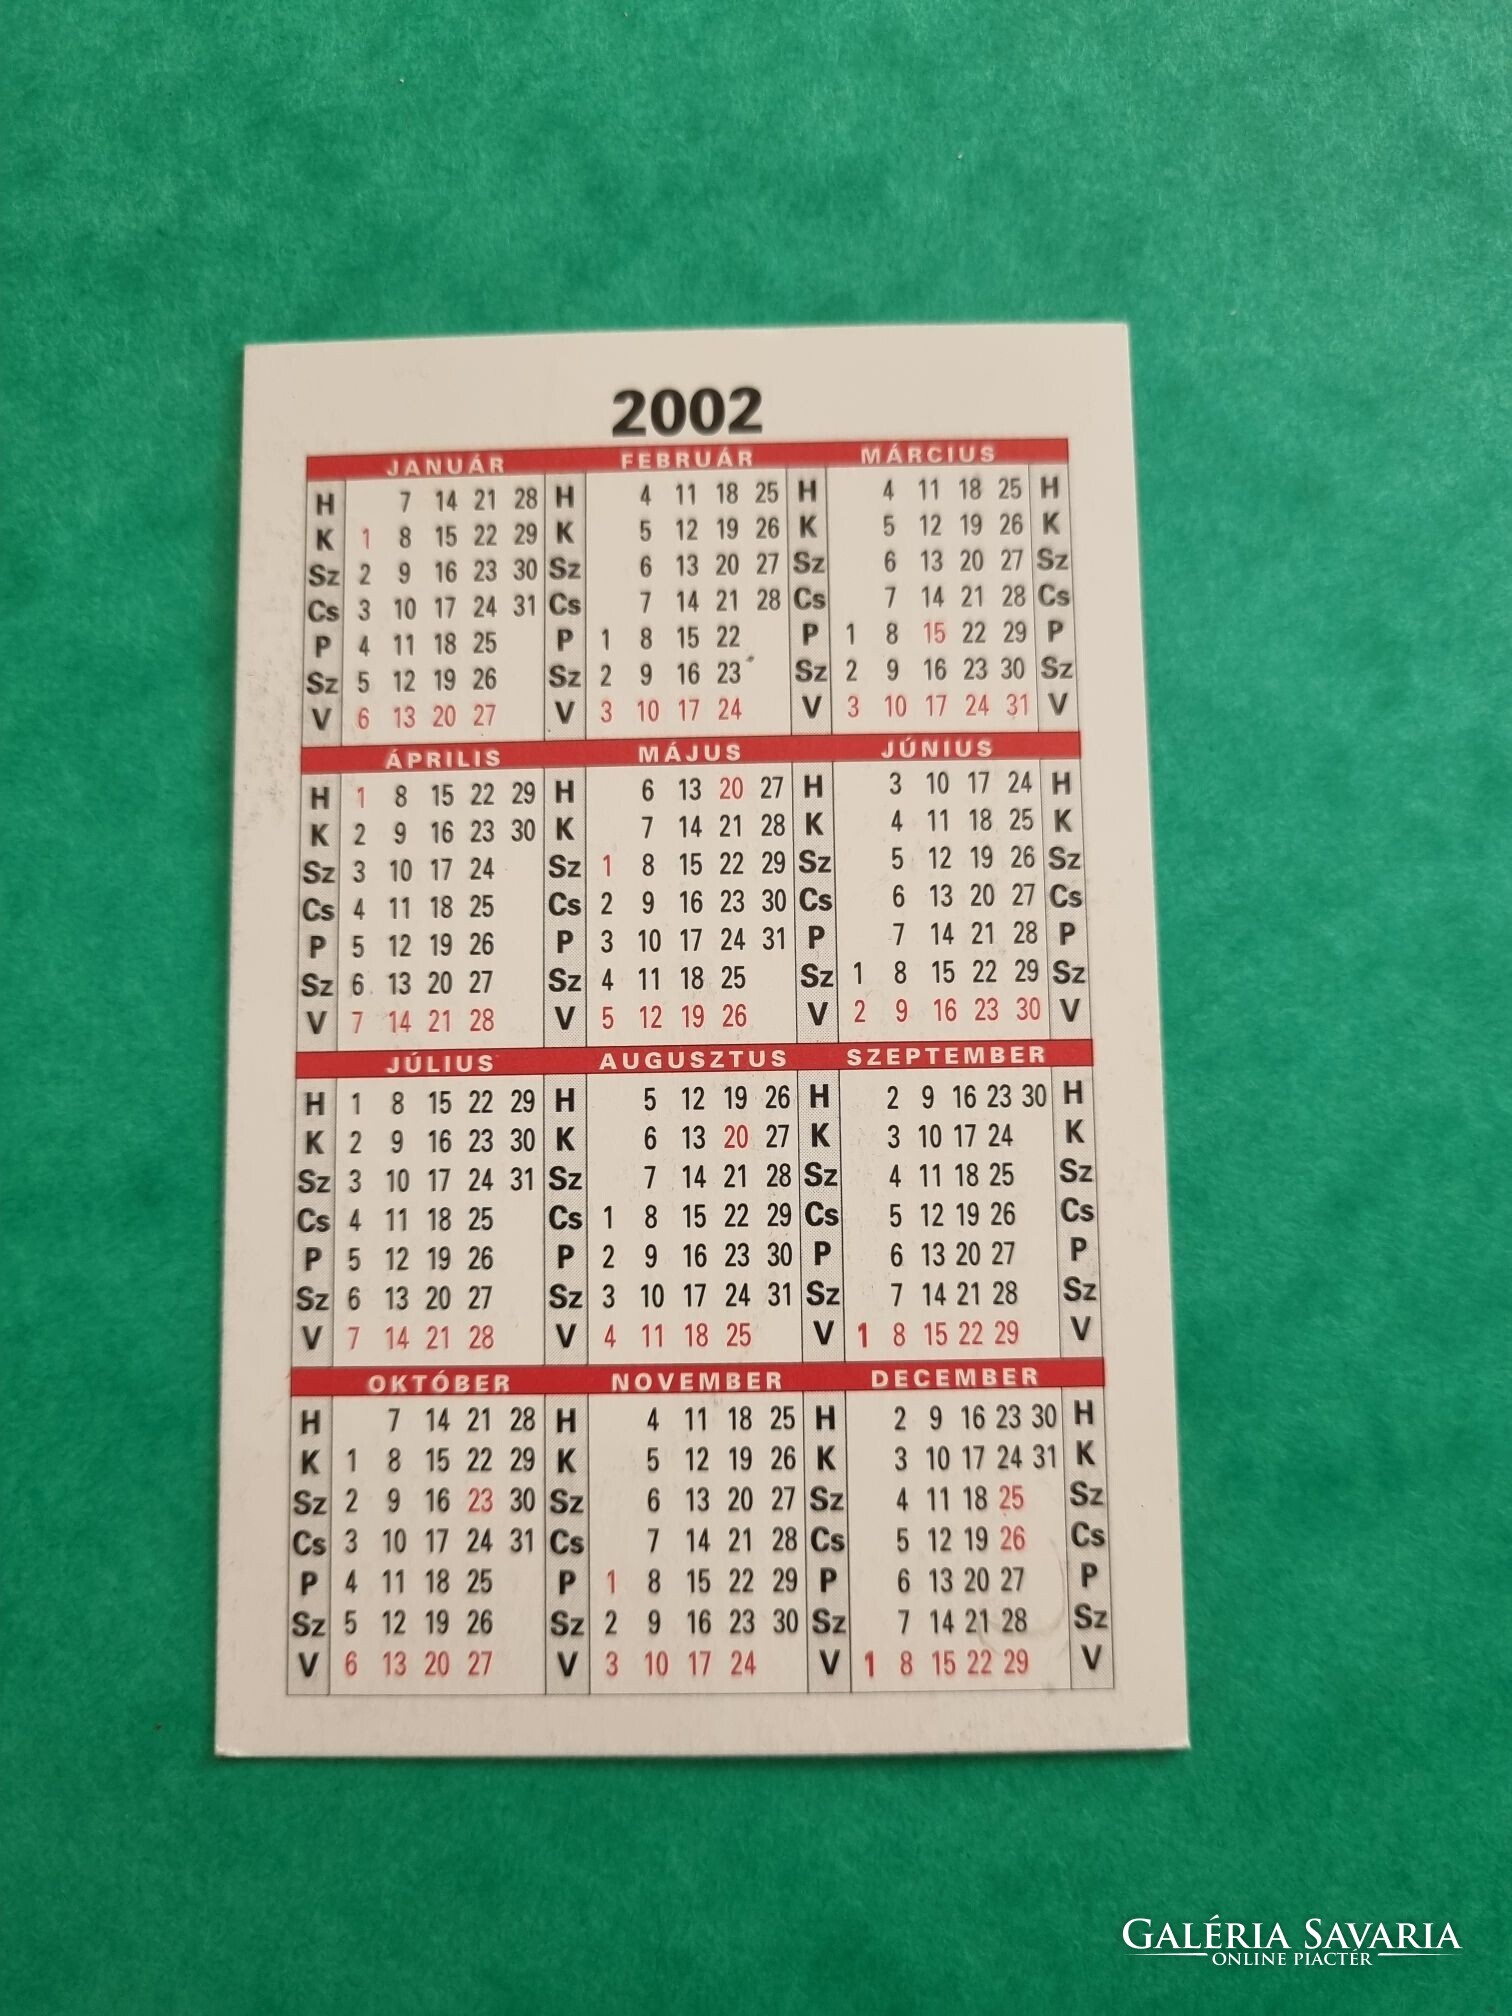 2002
JANUÁR FEBRUÁR MÁRCIUS
H 7 14 21 28 H 4 11 18 25 H 4 11 18 25 H
K 1 8 15 22 29 K 5 12 19 26 K 5 12 19 26 K
Sz 2 9 16 23 30 Sz 6 13 20 27 Sz 6 13 20 27 Sz
Cs 3 10 17 24 31 Cs 7 14 21 28 Cs 7 14 21 28 Cs
P 4 11 18 25 P 1 8 15 22 P 1 8 15 22 29 P
Sz 5 12 19 26 Sz 2 9 16 23 Sz 2 9 16 23 30 Sz
V 6 13 20 27 V 3 10 17 24 V 3 10 17 24 31 V
ÁPRILIS MÁJUS JÚNIUS
H 1 8 15 22 29 H 6 13 20 27 H 3 10 17 24 H
K 2 9 16 23 30 K 7 14 21 28 K 4 11 18 25 K
Sz 3 10 17 24 Sz 1 8 15 22 29 Sz 5 12 19 26 Sz
Cs 4 11 18 25 Cs 2 9 16 23 30 Cs 6 13 20 27 Cs
P 5 12 19 26 P 3 10 17 24 31 P 7 14 21 28 P
Sz 6 13 20 27 Sz 4 11 18 25 Sz 1 8 15 22 29 Sz
V 7 14 21 28 V 5 12 19 26 V 2 9 16 23 30 V
JÚLIUS AUGUSZTUS SZEPTEMBER
H 1 8 15 22 29 H 5 12 19 26 H 2 9 16 23 30 H
K 2 9 16 23 30 K 6 13 20 27 K 3 10 17 24 K
Sz 3 10 17 24 31 Sz 7 14 21 28 Sz 4 11 18 25 Sz
Cs 4 11 18 25 Cs 1 8 15 22 29 Cs 5 12 19 26 Cs
P 5 12 19 26 P 2 9 16 23 30 P 6 13 20 27 P
Sz 6 13 20 27 Sz 3 10 17 24 31 Sz 7 14 21 28 Sz
V 7 14 21 28 V 4 11 18 25 V 1 8 15 22 29 V
OKTÓBER NOVEMBER DECEMBER
H 7 14 21 28 H 4 11 18 25 H 2 9 16 23 30 H
K 1 8 15 22 29 K 5 12 19 26 K 3 10 17 24 31 K
Sz 2 9 16 23 30 Sz 6 13 20 27 Sz 4 11 18 25 Sz
Cs 3 10 17 24 31 Cs 7 14 21 28 Cs 5 12 19 26 Cs
P 4 11 18 25 P 1 8 15 22 29 P 6 13 20 27 P
Sz 5 12 19 26 Sz 2 9 16 23 30 Sz 7 14 21 28 Sz
V 6 13 20 27 V 3 10 17 24 V 1 8 15 22 29 V
GALÉRIA SAVARIA
ONLINE PIACTÉR